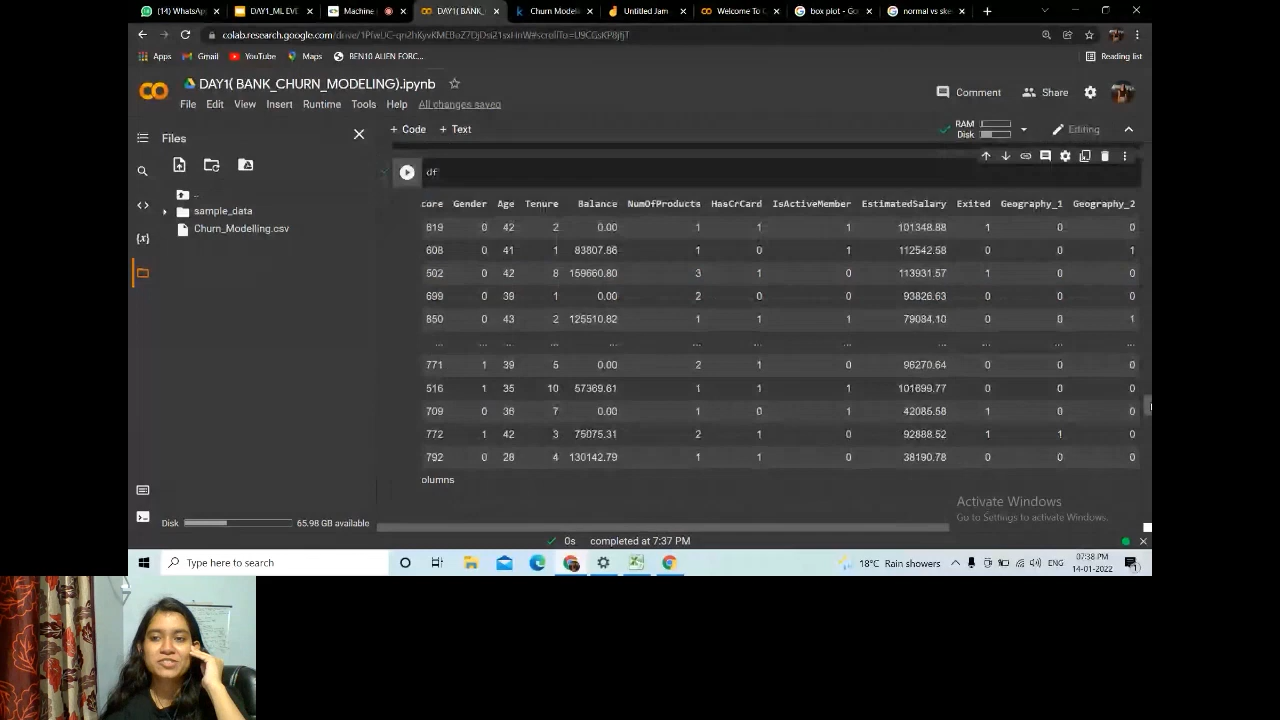 (14) WhatsApp
DAY1_ML EVE
Machine
DAY1( BANK_
Churn Modeli
Untitled Jam
Welcome To C
box plot - Go
normal vs ske
colab.research.google.com/drive/
Apps
Gmail
YouTube
Maps
BEN10 ALIEN FORC...
Reading list
DAY1( BANK_CHURN_MODELING).ipynb
File Edit View Insert Runtime Tools Help All changes saved
Comment
Share
Files
+ Code + Text
RAM
Disk
Editing
df
..
sample_data
Churn_Modelling.csv
core Gender Age Tenure Balance NumOfProducts HasCrCard IsActiveMember EstimatedSalary Exited Geography_1 Geography_2
819 0 42 2 0.00 1 1 1 101348.88 1 0 0
608 0 41 1 83807.86 1 0 1 112542.58 0 0 1
502 0 42 8 159660.80 3 1 0 113931.57 1 0 0
699 0 39 1 0.00 2 0 0 93826.63 0 0 0
850 0 43 2 125510.82 1 1 1 79084.10 0 0 1
... ... ... ... ... ... ... ... ... ... ... ...
771 1 39 5 0.00 2 1 0 96270.64 0 0 0
516 1 35 10 57369.61 1 1 1 101699.77 0 0 0
709 0 36 7 0.00 1 0 1 42085.58 1 0 0
772 1 42 3 75075.31 2 1 0 92888.52 1 1 0
792 0 28 4 130142.79 1 1 0 38190.78 0 0 0
olumns
Activate Windows
Go to Settings to activate Windows.
Disk
65.98 GB available
0s completed at 7:37 PM
Type here to search
18°C Rain showers
ENG
07:38 PM
14-01-2022